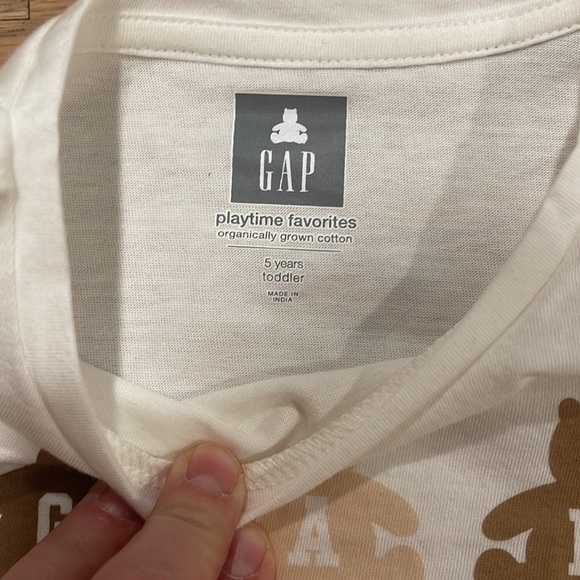 GAP
playtime favorites
organically grown cotton
5 years
toddler
MADE IN
INDIA
G A